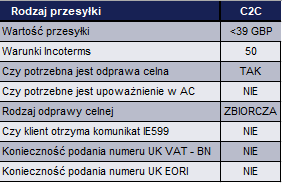 Rodzaj przesyłki C2C
Wartość przesyłki <39 GBP
Warunki Incoterms 50
Czy potrzebna jest odprawa celna TAK
Czy potrzebne jest upoważnienie w AC NIE
Rodzaj odprawy celnej ZBIORCZA
Czy klient otrzyma komunikat IE599 NIE
Konieczność podania numeru UK VAT - BN NIE
Konieczność podania numeru UK EORI NIE